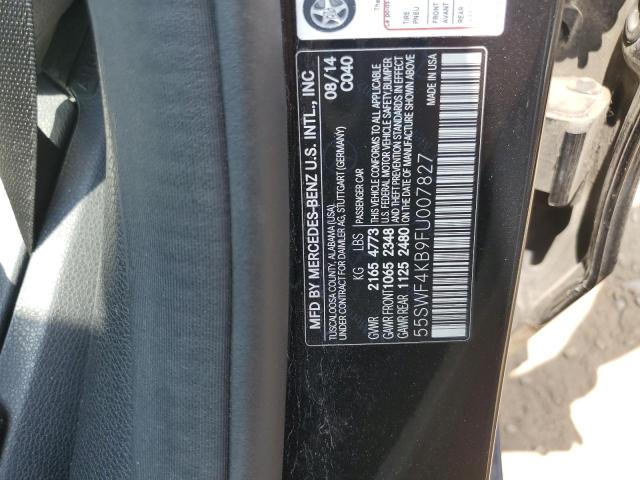 MFD BY MERCEDES-BENZ U.S. INTL., INC
TUSCALOOSA COUNTY, ALABAMA (USA)
UNDER CONTRACT FOR DAIMLER AG, STUTTGART (GERMANY)
08/14
C040
PASSENGER CAR
KG LBS
GVWR 2165 4773
GAWR FRONT 1065 2348
GAWR REAR 1125 2480
THIS VEHICLE CONFORMS TO ALL APPLICABLE
U.S. FEDERAL MOTOR VEHICLE SAFETY, BUMPER
AND THEFT PREVENTION STANDARDS IN EFFECT
ON THE DATE OF MANUFACTURE SHOWN ABOVE
55SWF4KB9FU007827
MADE IN USA
TIRE
PNEU
FRONT
AVANT
REAR